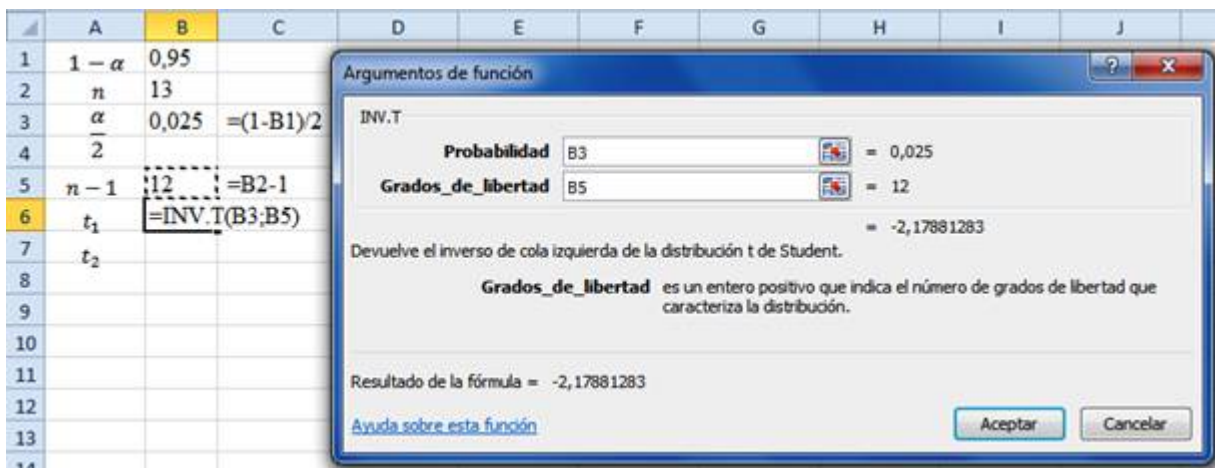 A B C D E F G H I J
1 1 − α 0,95
2 n 13
3 α/2 0,025 =(1-B1)/2
4
5 n − 1 12 =B2-1
6 t₁ =INV.T(B3;B5)
7 t₂
8
9
10
11
12
13
14
Argumentos de función
INV.T
Probabilidad B3 = 0,025
Grados_de_libertad B5 = 12
= -2,17881283
Devuelve el inverso de cola izquierda de la distribución t de Student.
Grados_de_libertad es un entero positivo que indica el número de grados de libertad que
caracteriza la distribución.
Resultado de la fórmula = -2,17881283
Ayuda sobre esta función
Aceptar Cancelar